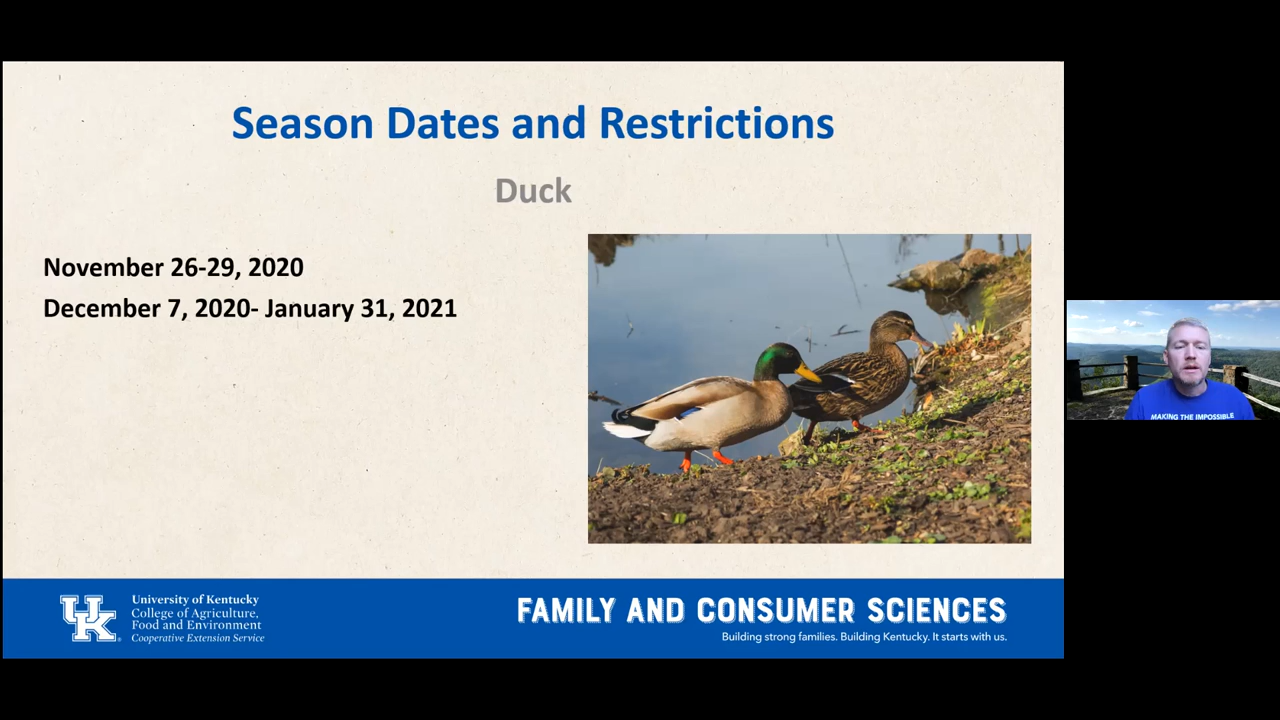 Season Dates and Restrictions
Duck
November 26-29, 2020
December 7, 2020- January 31, 2021
MAKING THE IMPOSSIBLE
UK
University of Kentucky
College of Agriculture,
Food and Environment
Cooperative Extension Service
FAMILY AND CONSUMER SCIENCES
Building strong families. Building Kentucky. It starts with us.